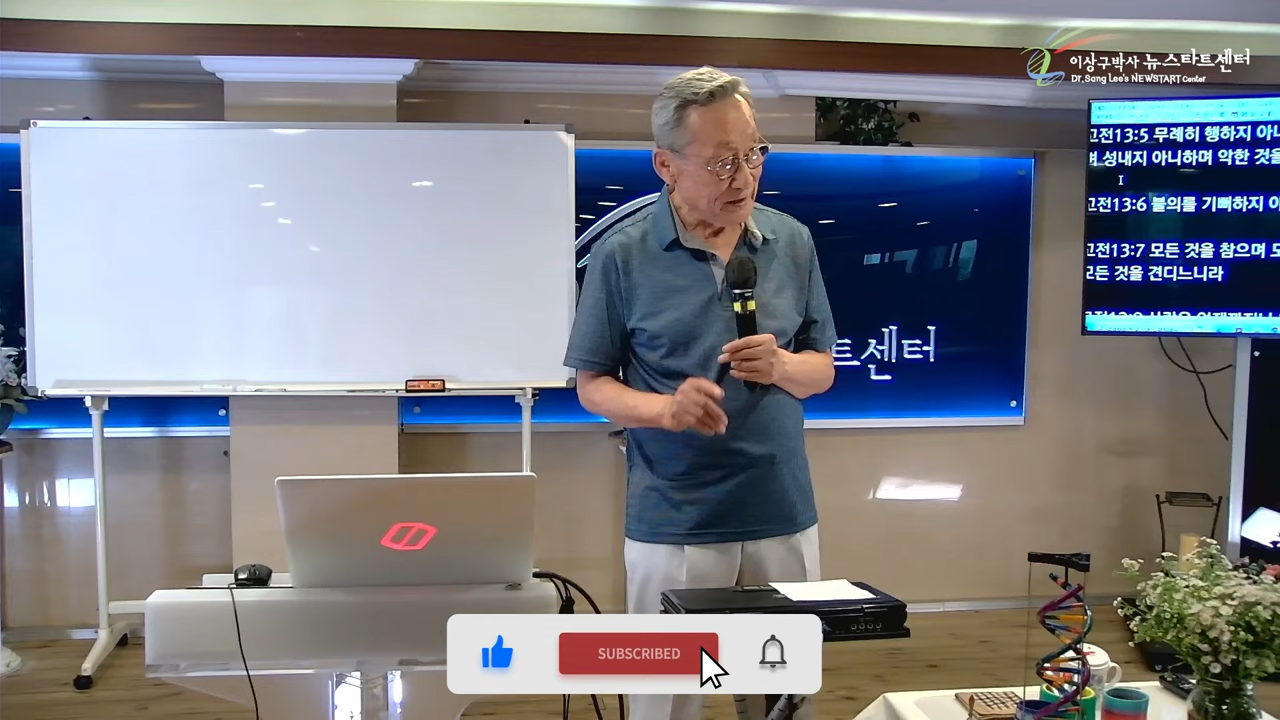 이상구박사 뉴스타트센터
Dr. Sang Lee's NEWSTART Center
고전13:5 무례히 행하지 아니
며 성내지 아니하며 악한 것을
고전13:6 불의를 기뻐하지 아
고전13:7 모든 것을 참으며 모
모든 것을 견디느니라
트센터
SUBSCRIBED